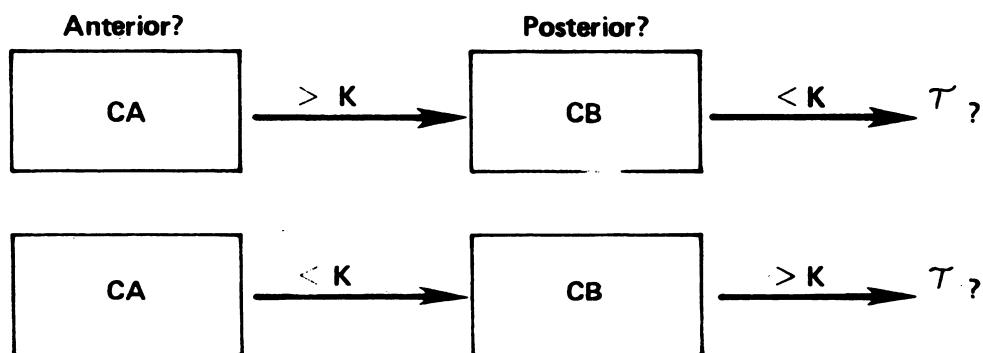 Anterior? Posterior?
CA > K CB < K τ ?
CA < K CB > K τ ?